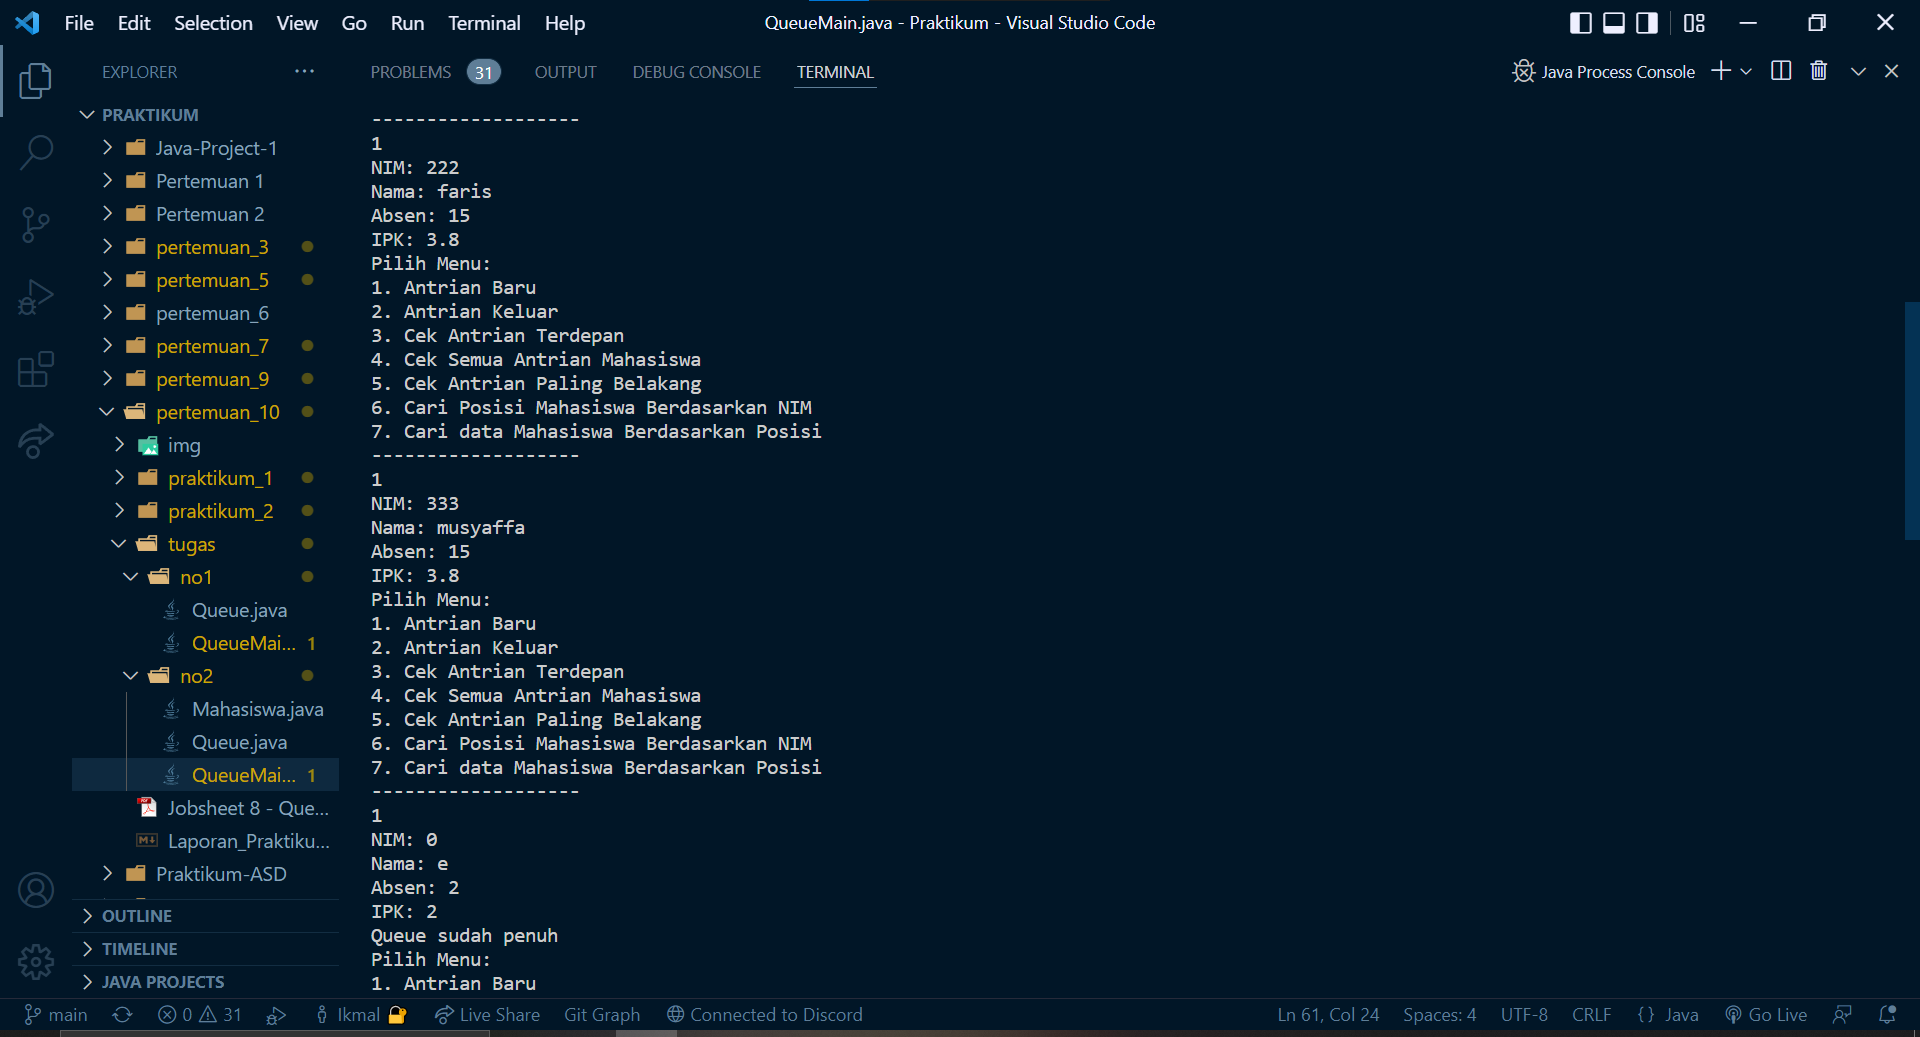 File Edit Selection View Go Run Terminal Help
QueueMain.java - Praktikum - Visual Studio Code
EXPLORER
PRAKTIKUM
Java-Project-1
Pertemuan 1
Pertemuan 2
pertemuan_3
pertemuan_5
pertemuan_6
pertemuan_7
pertemuan_9
pertemuan_10
img
praktikum_1
praktikum_2
tugas
no1
Queue.java
QueueMai... 1
no2
Mahasiswa.java
Queue.java
QueueMai... 1
Jobsheet 8 - Que...
Laporan_Praktiku...
Praktikum-ASD
OUTLINE
TIMELINE
JAVA PROJECTS
PROBLEMS 31 OUTPUT DEBUG CONSOLE TERMINAL
Java Process Console
-------------------
1
NIM: 222
Nama: faris
Absen: 15
IPK: 3.8
Pilih Menu:
1. Antrian Baru
2. Antrian Keluar
3. Cek Antrian Terdepan
4. Cek Semua Antrian Mahasiswa
5. Cek Antrian Paling Belakang
6. Cari Posisi Mahasiswa Berdasarkan NIM
7. Cari data Mahasiswa Berdasarkan Posisi
-------------------
1
NIM: 333
Nama: musyaffa
Absen: 15
IPK: 3.8
Pilih Menu:
1. Antrian Baru
2. Antrian Keluar
3. Cek Antrian Terdepan
4. Cek Semua Antrian Mahasiswa
5. Cek Antrian Paling Belakang
6. Cari Posisi Mahasiswa Berdasarkan NIM
7. Cari data Mahasiswa Berdasarkan Posisi
-------------------
1
NIM: 0
Nama: e
Absen: 2
IPK: 2
Queue sudah penuh
Pilih Menu:
1. Antrian Baru
main 0 31 Ikmal Live Share Git Graph Connected to Discord
Ln 61, Col 24 Spaces: 4 UTF-8 CRLF {} Java Go Live